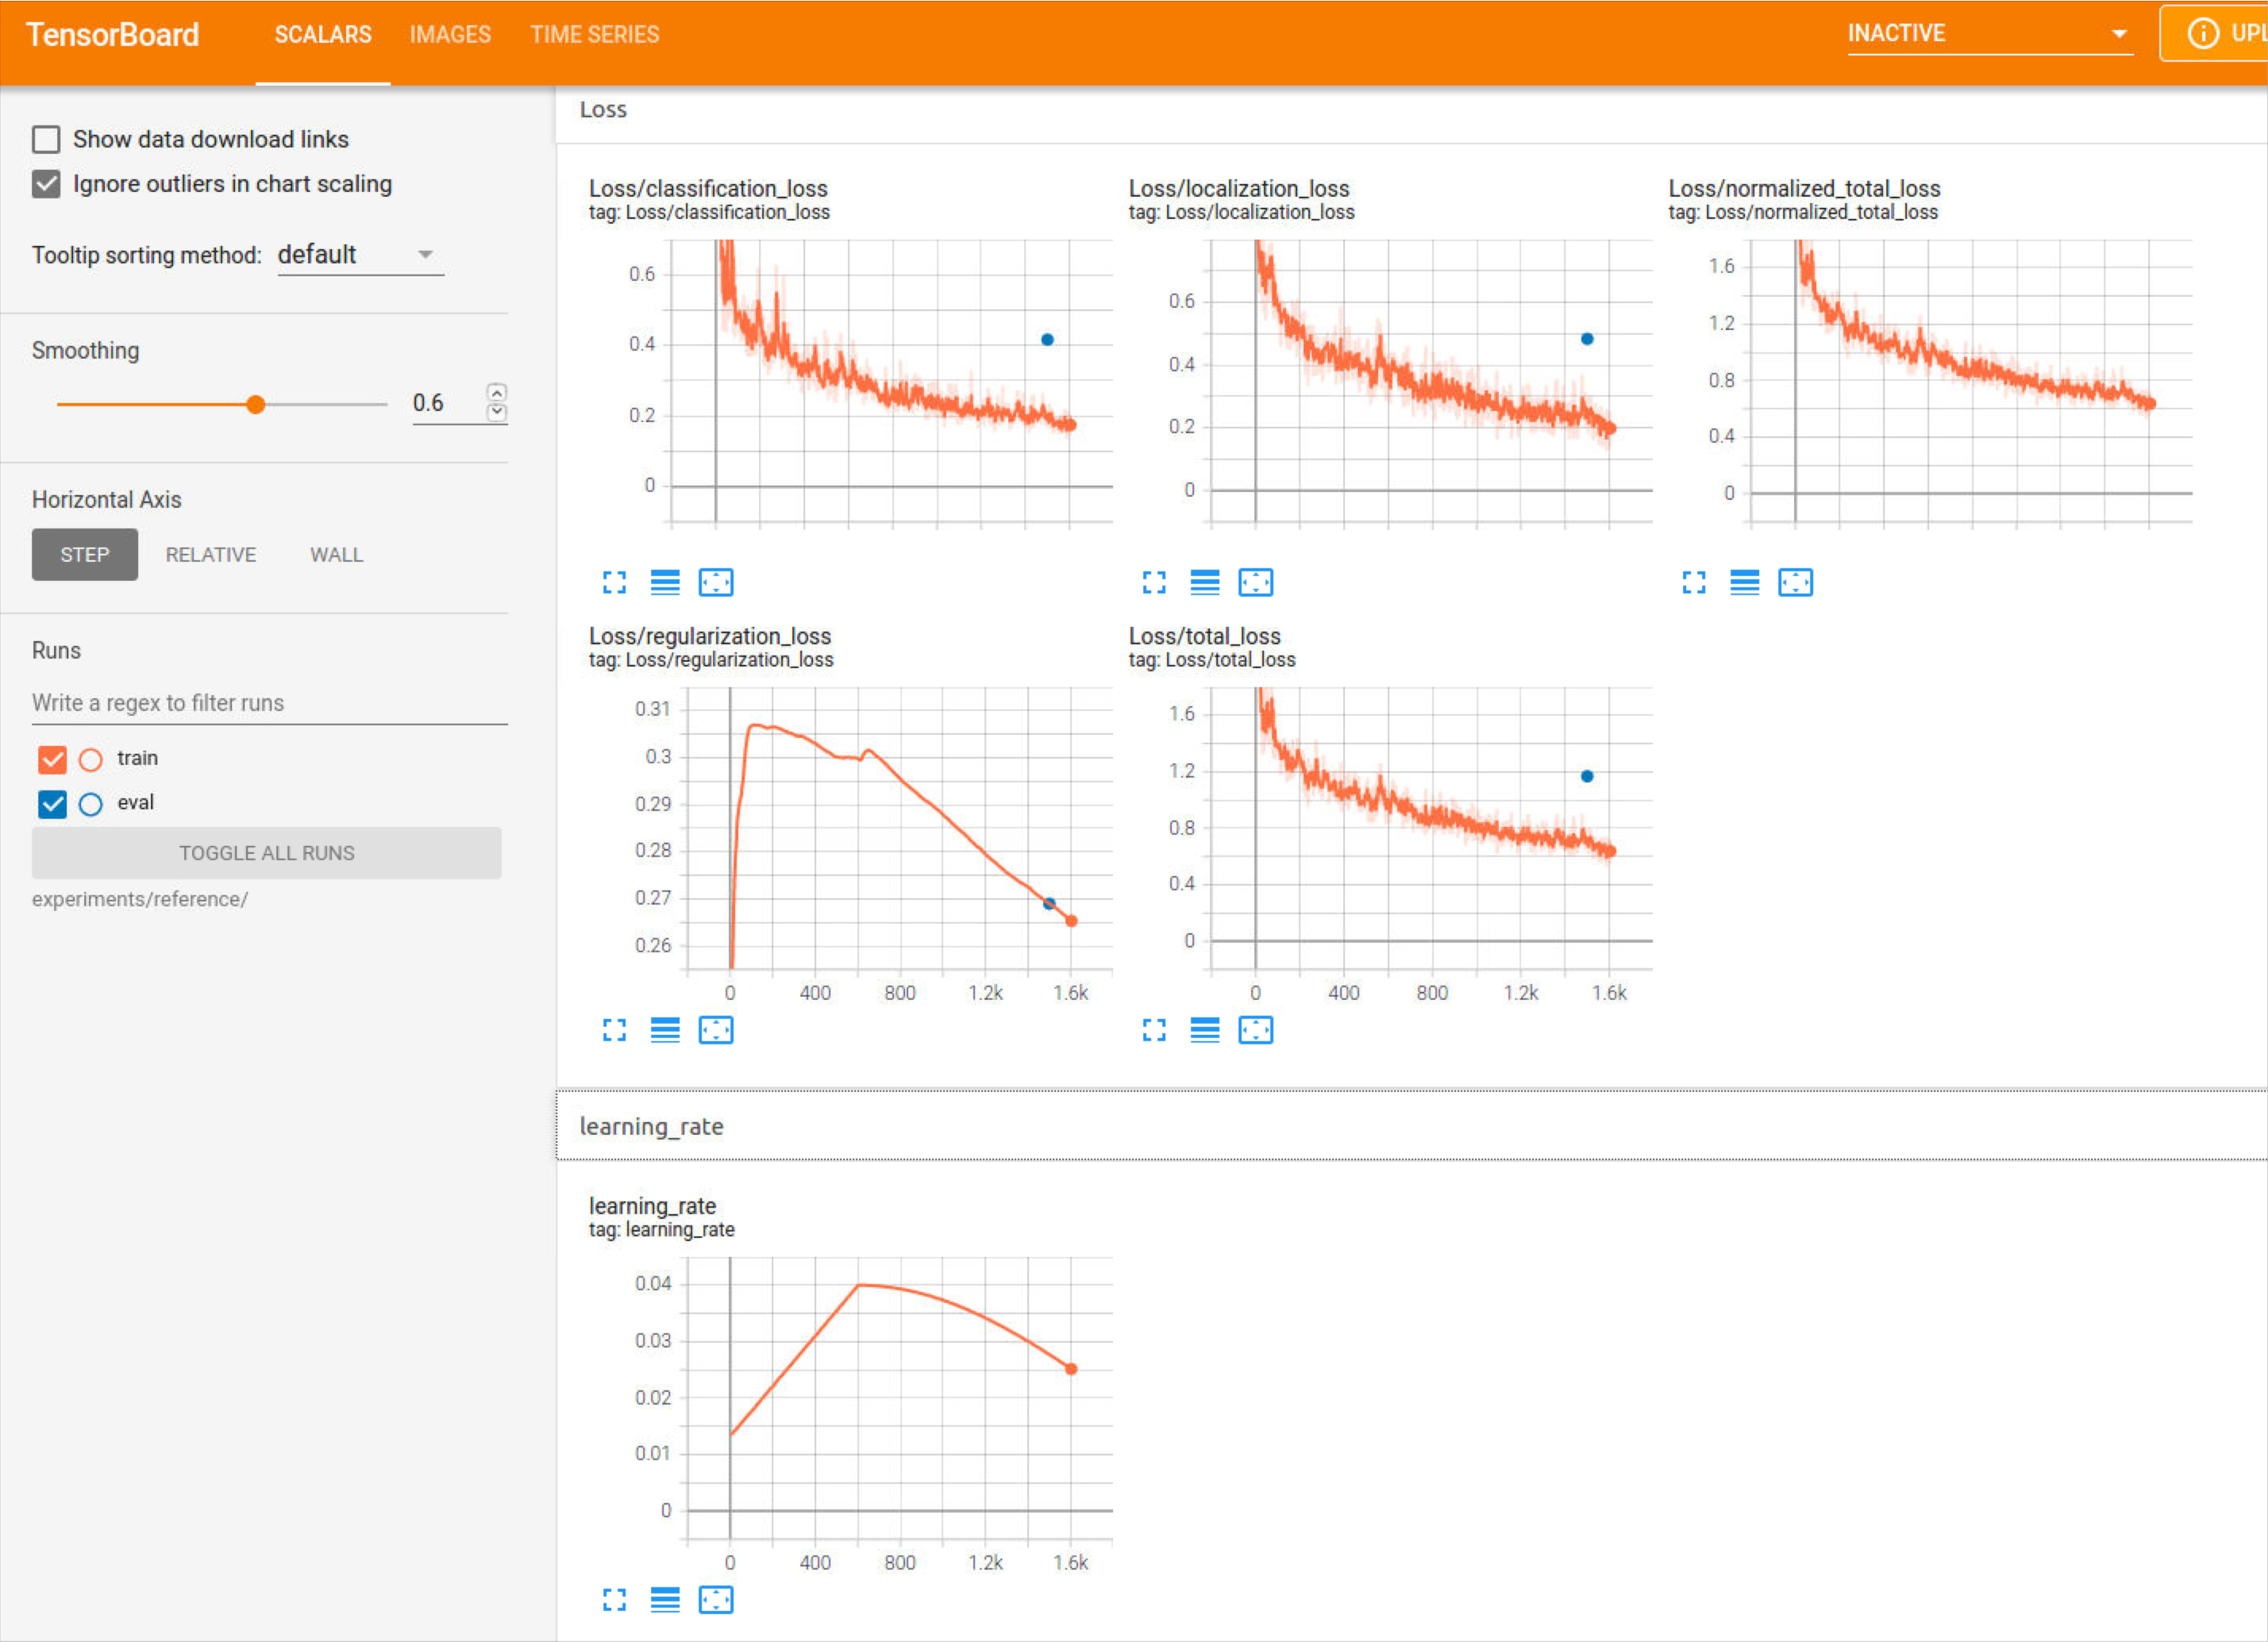 TensorBoard SCALARS IMAGES TIME SERIES INACTIVE UPL
Show data download links
Ignore outliers in chart scaling
Tooltip sorting method: default
Smoothing
0.6
Horizontal Axis
STEP RELATIVE WALL
Runs
Write a regex to filter runs
train
eval
TOGGLE ALL RUNS
experiments/reference/
Loss
Loss/classification_loss
tag: Loss/classification_loss
0.6
0.4
0.2
0
Loss/localization_loss
tag: Loss/localization_loss
0.6
0.4
0.2
0
Loss/normalized_total_loss
tag: Loss/normalized_total_loss
1.6
1.2
0.8
0.4
0
Loss/regularization_loss
tag: Loss/regularization_loss
0.31
0.3
0.29
0.28
0.27
0.26
0 400 800 1.2k 1.6k
Loss/total_loss
tag: Loss/total_loss
1.6
1.2
0.8
0.4
0
0 400 800 1.2k 1.6k
learning_rate
learning_rate
tag: learning_rate
0.04
0.03
0.02
0.01
0
0 400 800 1.2k 1.6k